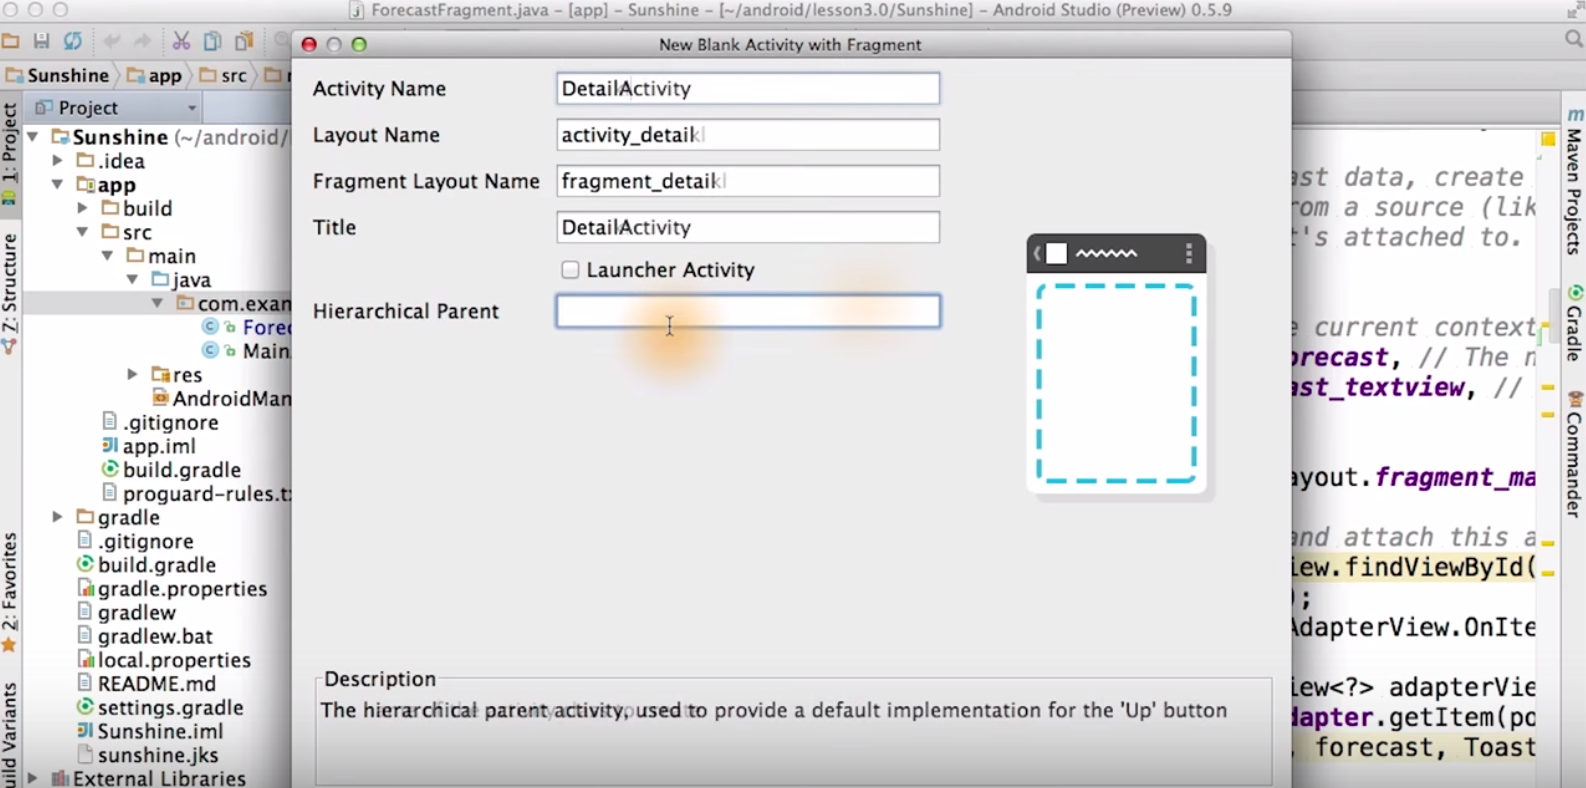 ForecastFragment.java - [app] - Sunshine - [~/android/lesson3.0/Sunshine] - Android Studio (Preview) 0.5.9
New Blank Activity with Fragment
Sunshine app src
Project
1: Project
Z: Structure
2: Favorites
Build Variants
Sunshine (~/android/
.idea
app
build
src
main
java
com.exan
Fored
Main
res
AndroidMan
.gitignore
app.iml
build.gradle
proguard-rules.tx
gradle
.gitignore
build.gradle
gradle.properties
gradlew
gradlew.bat
local.properties
README.md
settings.gradle
Sunshine.iml
sunshine.jks
External Libraries
Activity Name DetailActivity
Layout Name activity_detail
Fragment Layout Name fragment_detail
Title DetailActivity
Launcher Activity
Hierarchical Parent
Description
The hierarchical parent activity, used to provide a default implementation for the 'Up' button
ast data, create
rom a source (lik
t's attached to.
e current context
orecast, // The n
ast_textview, //
ayout.fragment_ma
and attach this a
iew.findViewById(
);
AdapterView.OnIte
iew<?> adapterVie
dapter.getItem(po
, forecast, Toast
m Maven Projects
Gradle
Commander